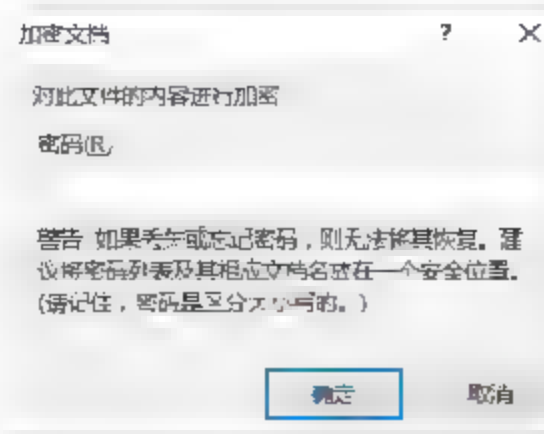 加密文档
?
对此文件的内容进行加密
密码(R)
警告 如果丢失或忘记密码，则无法将其恢复。建
议将密码列表及其相应文档名放在一个安全位置。
(请记住，密码是区分大小写的。)
确定 取消